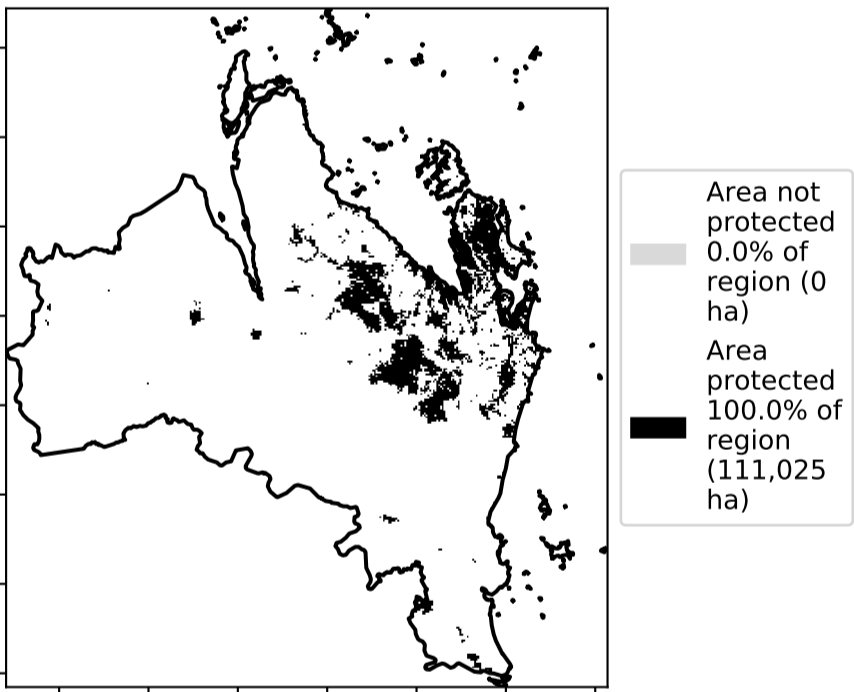 Area not
protected
0.0% of
region (0
ha)
Area
protected
100.0% of
region
(111,025
ha)